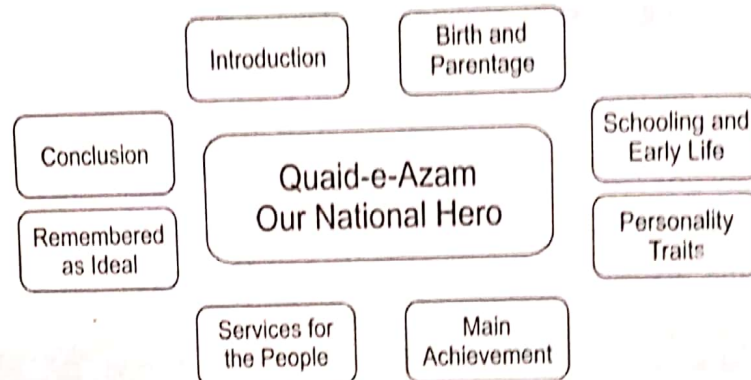 Introduction
Birth and
Parentage
Schooling and
Early Life
Conclusion
Quaid-e-Azam
Our National Hero
Personality
Traits
Remembered
as Ideal
Services for
the People
Main
Achievement